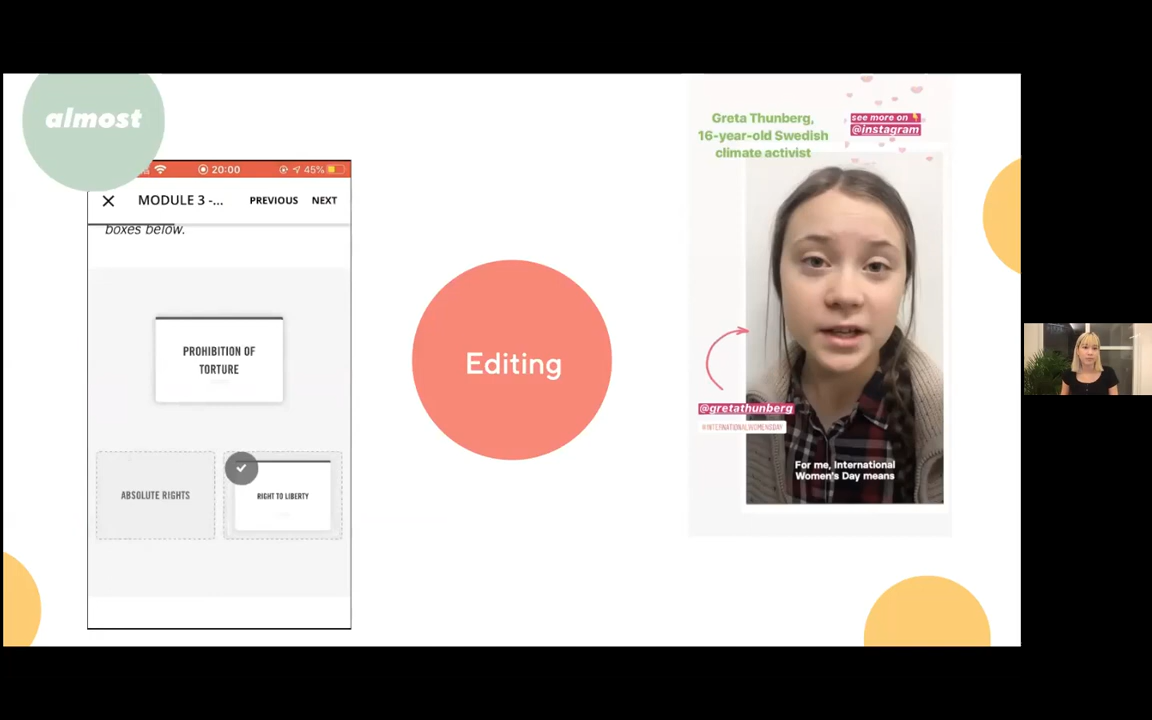 almost
20:00
45%
MODULE 3 -...
PREVIOUS
NEXT
boxes below.
PROHIBITION OF
TORTURE
ABSOLUTE RIGHTS
RIGHT TO LIBERTY
Editing
Greta Thunberg,
16-year-old Swedish
climate activist
see more on 👇
@instagram
@gretathunberg
#INTERNATIONALWOMENSDAY
For me, International
Women's Day means